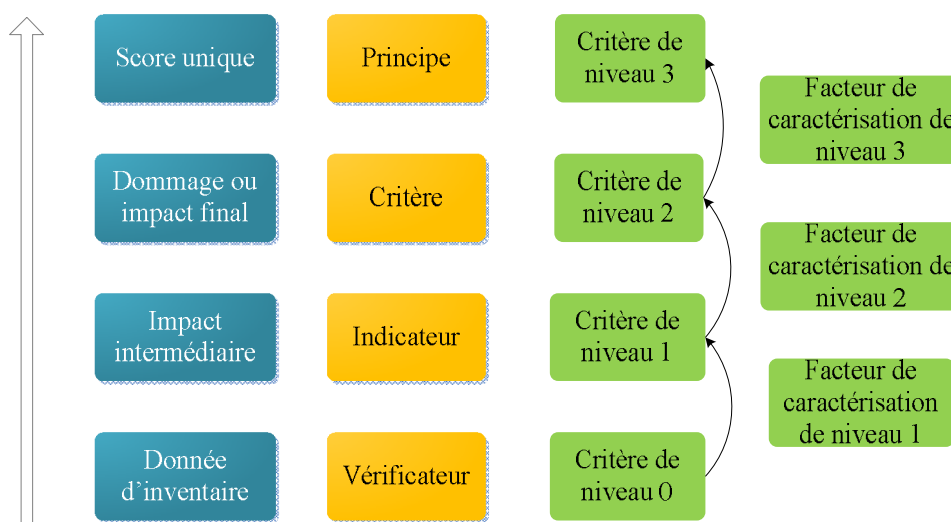 Score unique
Principe
Critère de
niveau 3
Facteur de
caractérisation de
niveau 3
Dommage ou
impact final
Critère
Critère de
niveau 2
Facteur de
caractérisation de
niveau 2
Impact
intermédiaire
Indicateur
Critère de
niveau 1
Facteur de
caractérisation
de niveau 1
Donnée
d’inventaire
Vérificateur
Critère de
niveau 0